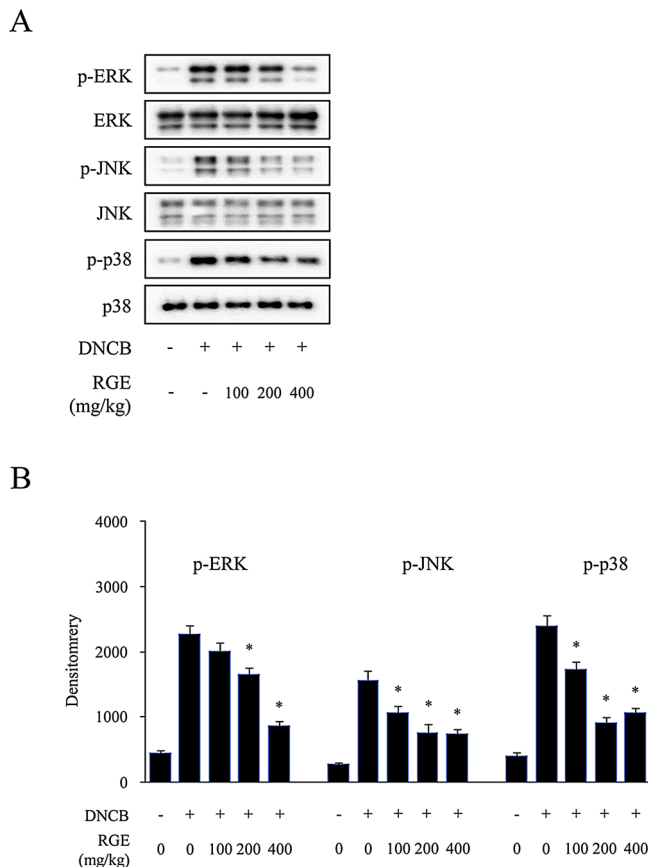 A
p-ERK
ERK
p-JNK
JNK
p-p38
p38
DNCB - + + + +
RGE (mg/kg) - - 100 200 400
B
4000
p-ERK p-JNK p-p38
3000
Densitomrery
2000
1000
0
* * * * * * * *
DNCB - + + + + - + + + + - + + + +
RGE (mg/kg) 0 0 100 200 400 0 0 100 200 400 0 0 100 200 400